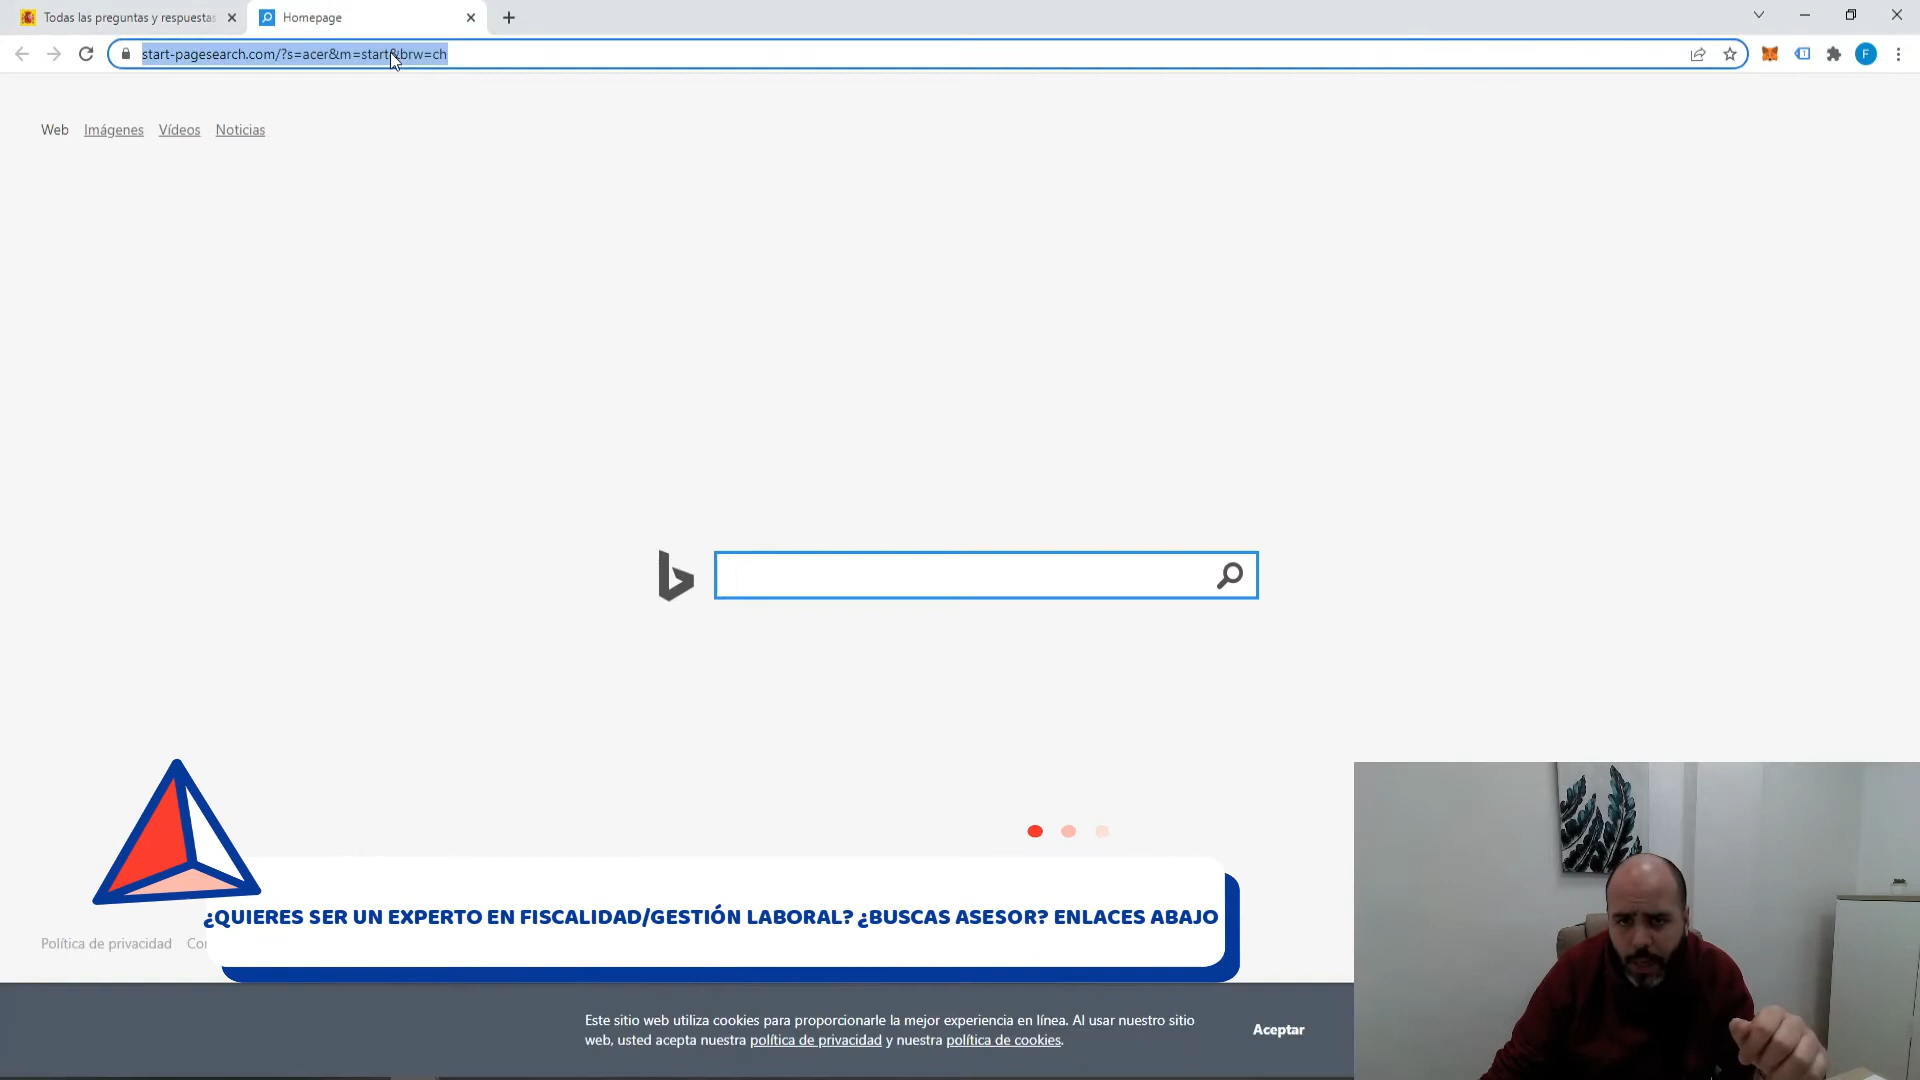 Todas las preguntas y respuestas
Homepage
start-pagesearch.com/?s=acer&m=start&brw=ch
F
Web Imágenes Vídeos Noticias
¿QUIERES SER UN EXPERTO EN FISCALIDAD/GESTIÓN LABORAL? ¿BUSCAS ASESOR? ENLACES ABAJO
Política de privacidad
Este sitio web utiliza cookies para proporcionarle la mejor experiencia en línea. Al usar nuestro sitio
web, usted acepta nuestra política de privacidad y nuestra política de cookies.
Aceptar